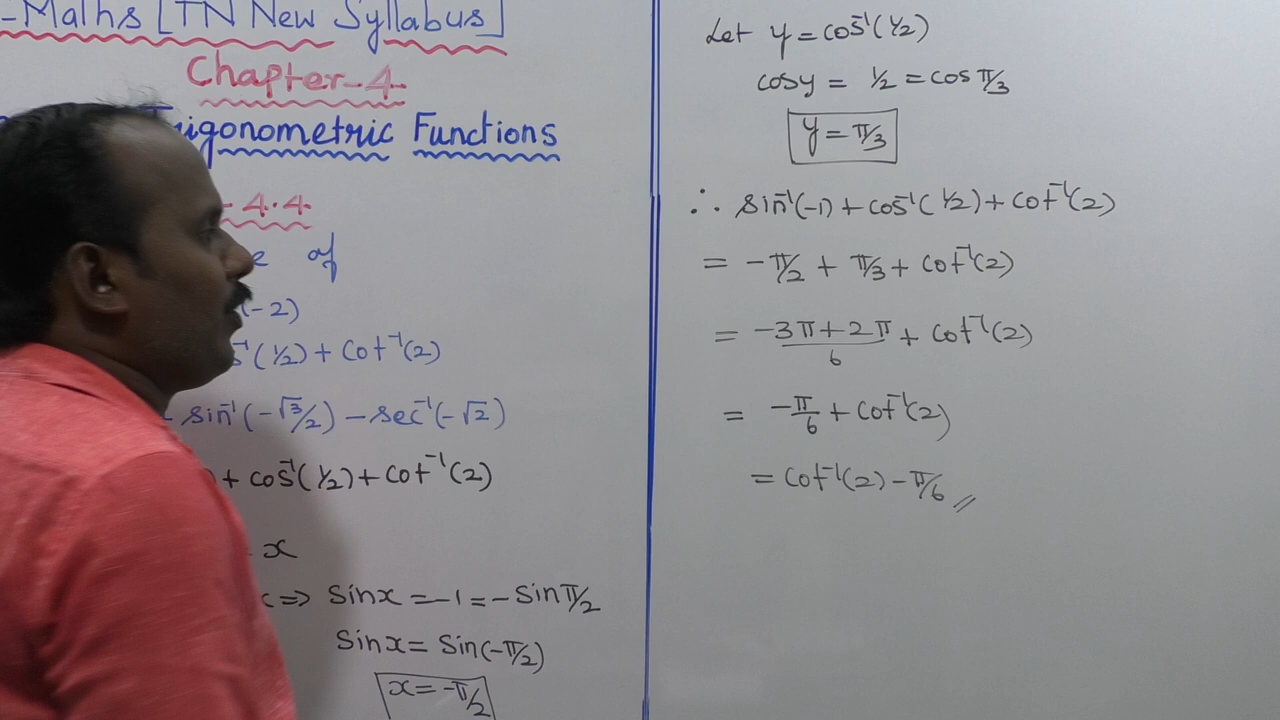 -Maths [TN New Syllabus]
Chapter-4
Trigonometric Functions
- 4.4
e of
(-2)
s⁻¹(1/2) + cot⁻¹(2)
- sin⁻¹(-√3/2) - sec⁻¹(-√2)
) + cos⁻¹(1/2) + cot⁻¹(2)
x
x ⇒ sinx = -1 = - sin π/2
sinx = sin(-π/2)
x = -π/2
Let y = cos⁻¹(1/2)
cosy = 1/2 = cos π/3
y = π/3
∴ sin⁻¹(-1) + cos⁻¹(1/2) + cot⁻¹(2)
= -π/2 + π/3 + cot⁻¹(2)
= (-3π+2π)/6 + cot⁻¹(2)
= -π/6 + cot⁻¹(2)
= cot⁻¹(2) - π/6 //